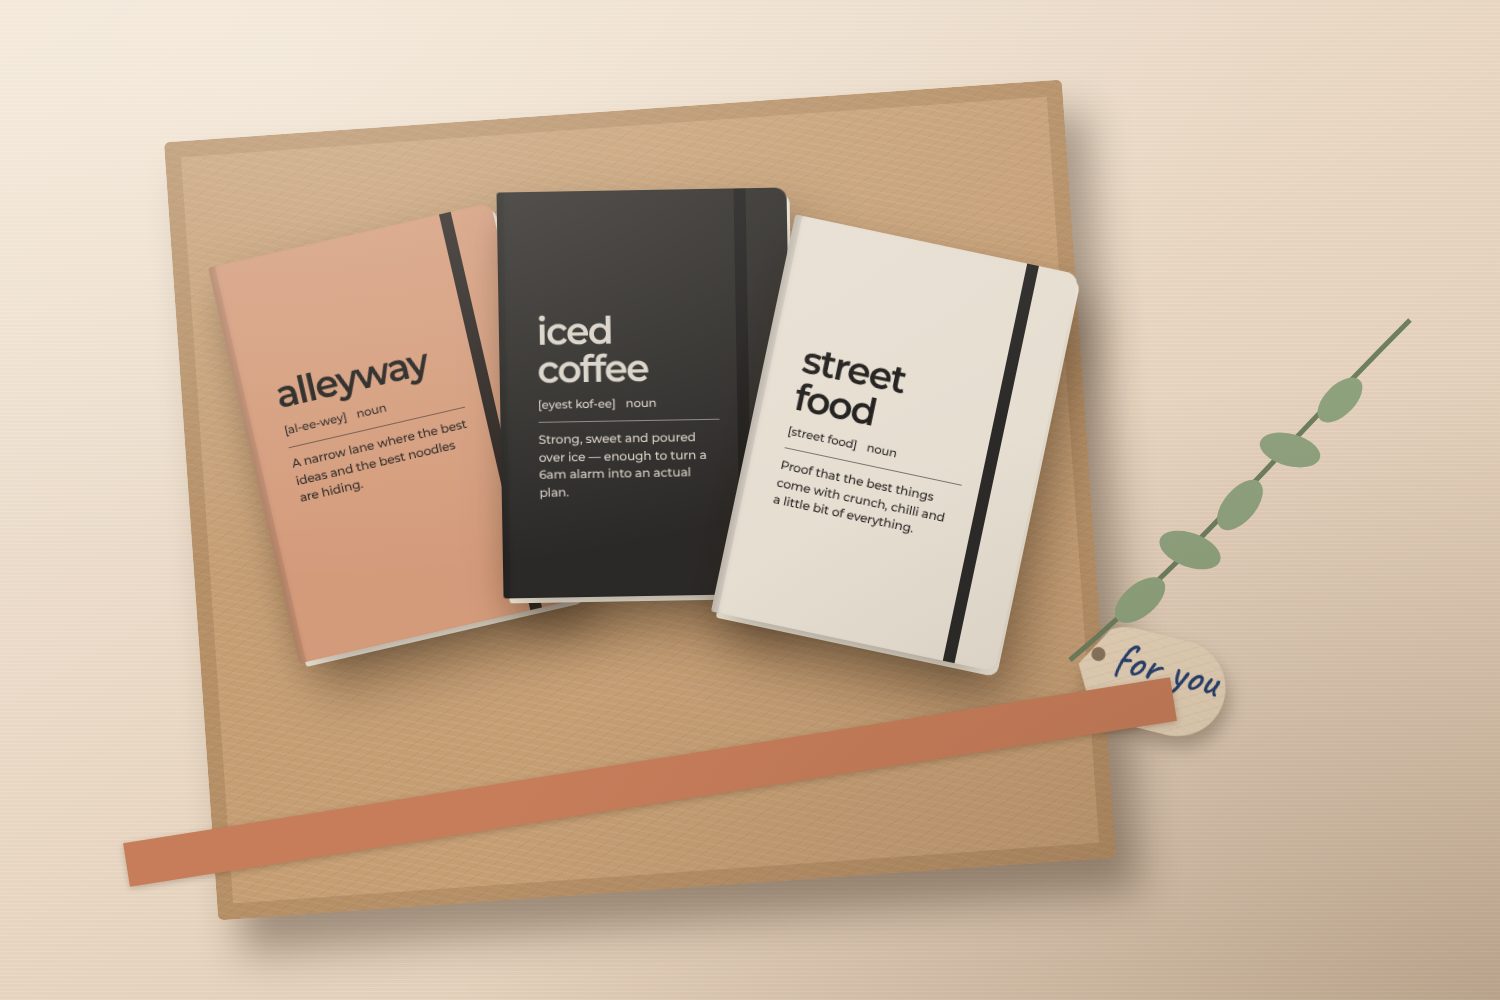 alleyway
[al-ee-wey] noun
A narrow lane where the best
ideas and the best noodles
are hiding.
iced
coffee
[eyest kof-ee] noun
Strong, sweet and poured
over ice — enough to turn a
6am alarm into an actual
plan.
street
food
[street food] noun
Proof that the best things
come with crunch, chilli and
a little bit of everything.
for you